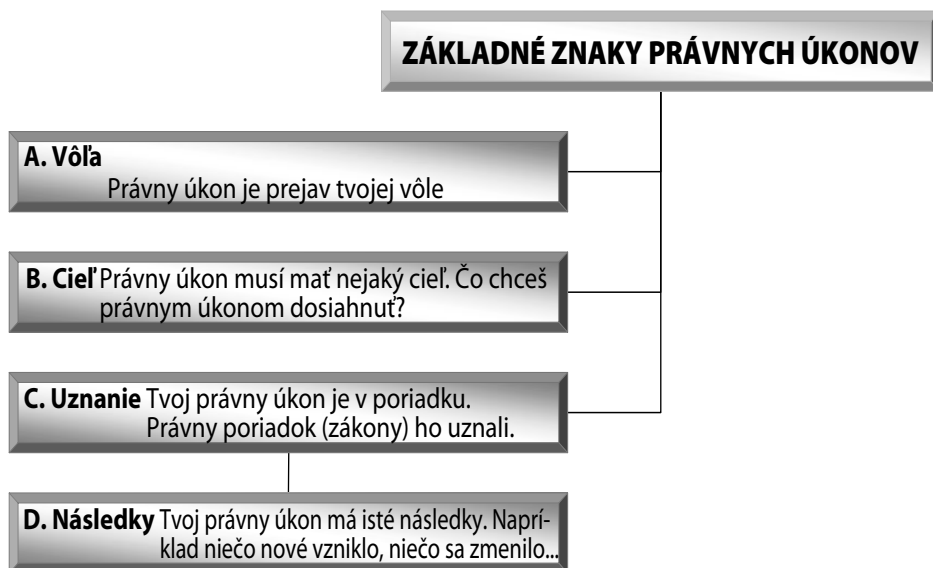 ZÁKLADNÉ ZNAKY PRÁVNYCH ÚKONOV
A. Vôľa
Právny úkon je prejav tvojej vôle
B. Cieľ Právny úkon musí mať nejaký cieľ. Čo chceš
právnym úkonom dosiahnuť?
C. Uznanie Tvoj právny úkon je v poriadku.
Právny poriadok (zákony) ho uznali.
D. Následky Tvoj právny úkon má isté následky. Naprí-
klad niečo nové vzniklo, niečo sa zmenilo...